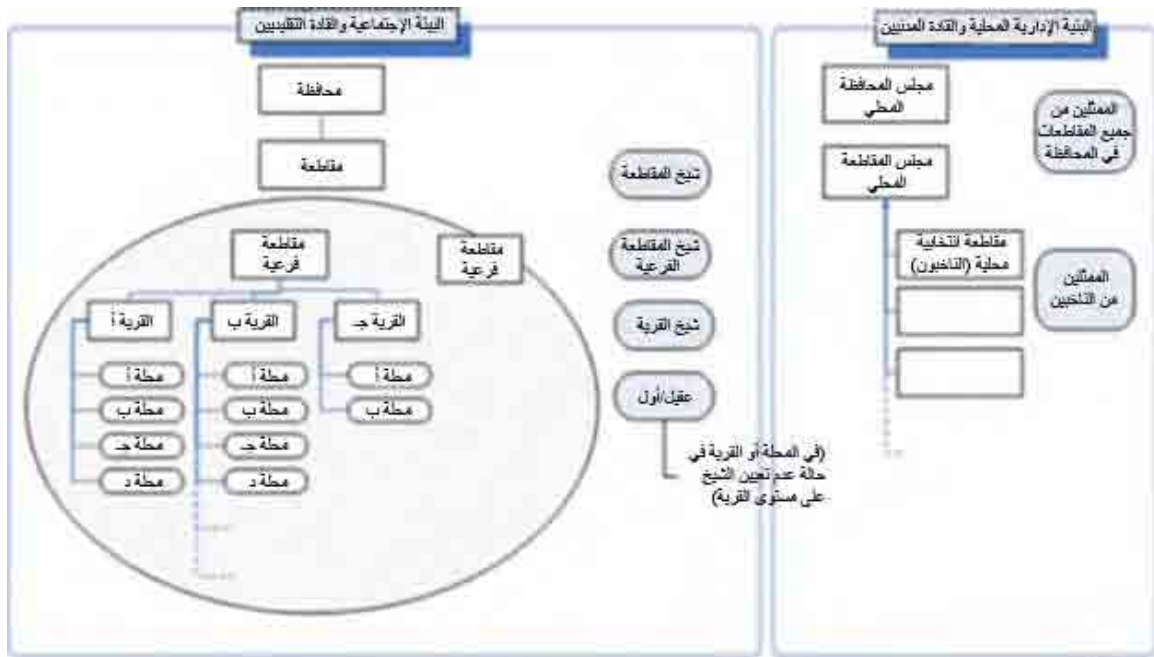 البنية الإدارية المحلية والقادة المدنيين
مجلس المحافظة
المحلي
الممثلين من
جميع المقاطعات
في المحافظة
مجلس المقاطعة
المحلي
مقاطعة انتخابية
محلية (الناخبون)
الممثلين
من الناخبين
البيئة الإجتماعية والقادة التقليديين
محافظة
مقاطعة
شيخ المقاطعة
شيخ المقاطعة
الفرعية
شيخ القرية
عقيل/أول
(في المحلة أو القرية في
حالة عدم تعيين الشيخ
على مستوى القرية)
مقاطعة
فرعية
مقاطعة
فرعية
القرية جـ
القرية ب
القرية أ
محلة أ
محلة ب
محلة أ
محلة ب
محلة جـ
محلة د
محلة أ
محلة ب
محلة جـ
محلة د